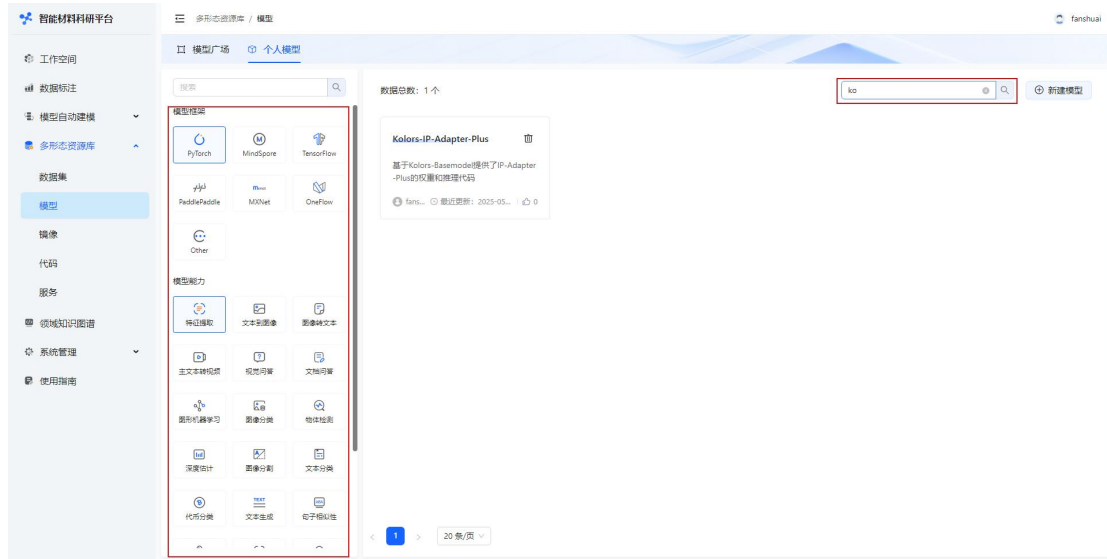 智能材料科研平台
多形态资源库 / 模型
fanshuai
工作空间
数据标注
模型自动建模
多形态资源库
数据集
模型
镜像
代码
服务
领域知识图谱
系统管理
使用指南
模型广场
个人模型
搜索
模型框架
PyTorch
MindSpore
TensorFlow
PaddlePaddle
MXNet
OneFlow
Other
模型能力
特征提取
文本到图像
图像转文本
主文本转视频
视觉问答
文档问答
图形机器学习
图像分类
物体检测
深度估计
图像分割
文本分类
代币分类
TEXT
文本生成
句子相似性
数据总数：1 个
ko
新建模型
Kolors-IP-Adapter-Plus
基于Kolors-Basemodel提供了IP-Adapter
-Plus的权重和推理代码
fans... 最近更新：2025-05... 0
< 1 > 20 条/页